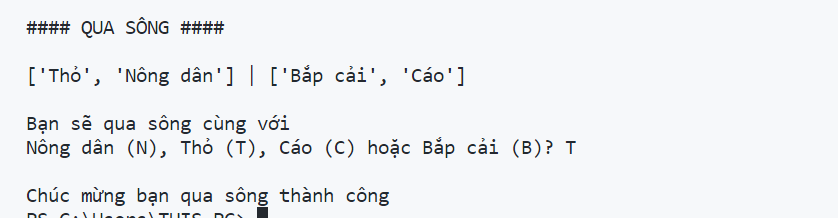 #### QUA SÔNG ####
['Thỏ', 'Nông dân'] | ['Bắp cải', 'Cáo']
Bạn sẽ qua sông cùng với
Nông dân (N), Thỏ (T), Cáo (C) hoặc Bắp cải (B)? T
Chúc mừng bạn qua sông thành công
PS C:\Users\THIS PC>